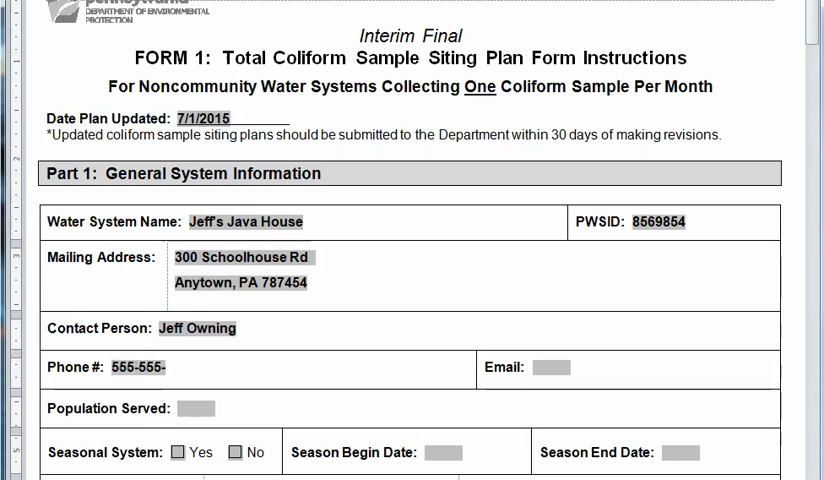 pennsylvania
DEPARTMENT OF ENVIRONMENTAL
PROTECTION
Interim Final
FORM 1: Total Coliform Sample Siting Plan Form Instructions
For Noncommunity Water Systems Collecting One Coliform Sample Per Month
Date Plan Updated: 7/1/2015
*Updated coliform sample siting plans should be submitted to the Department within 30 days of making revisions.
Part 1: General System Information
Water System Name: Jeff's Java House PWSID: 8569854
Mailing Address: 300 Schoolhouse Rd
Anytown, PA 787454
Contact Person: Jeff Owning
Phone #: 555-555- Email:
Population Served:
Seasonal System: Yes No Season Begin Date: Season End Date: